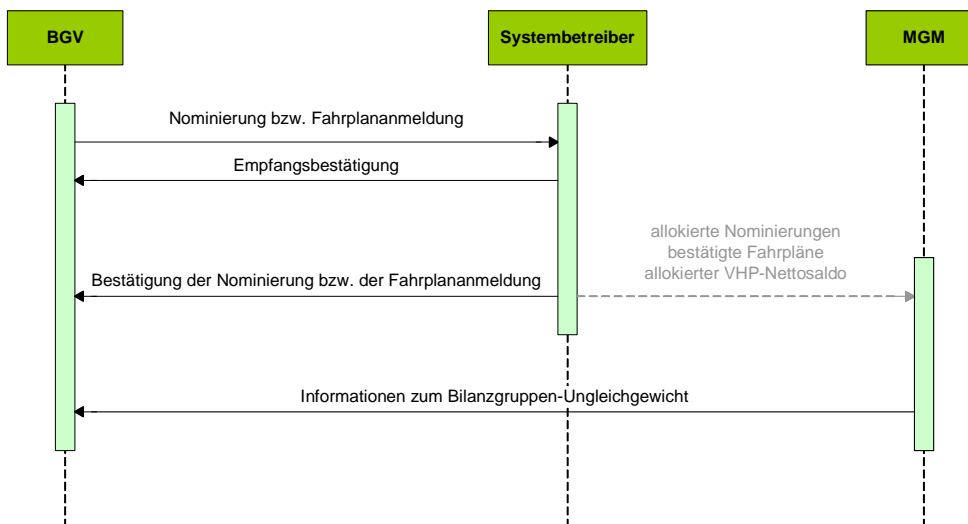 BGV
Systembetreiber
MGM
Nominierung bzw. Fahrplananmeldung
Empfangsbestätigung
allokierte Nominierungen
bestätigte Fahrpläne
allokierter VHP-Nettosaldo
Bestätigung der Nominierung bzw. der Fahrplananmeldung
Informationen zum Bilanzgruppen-Ungleichgewicht